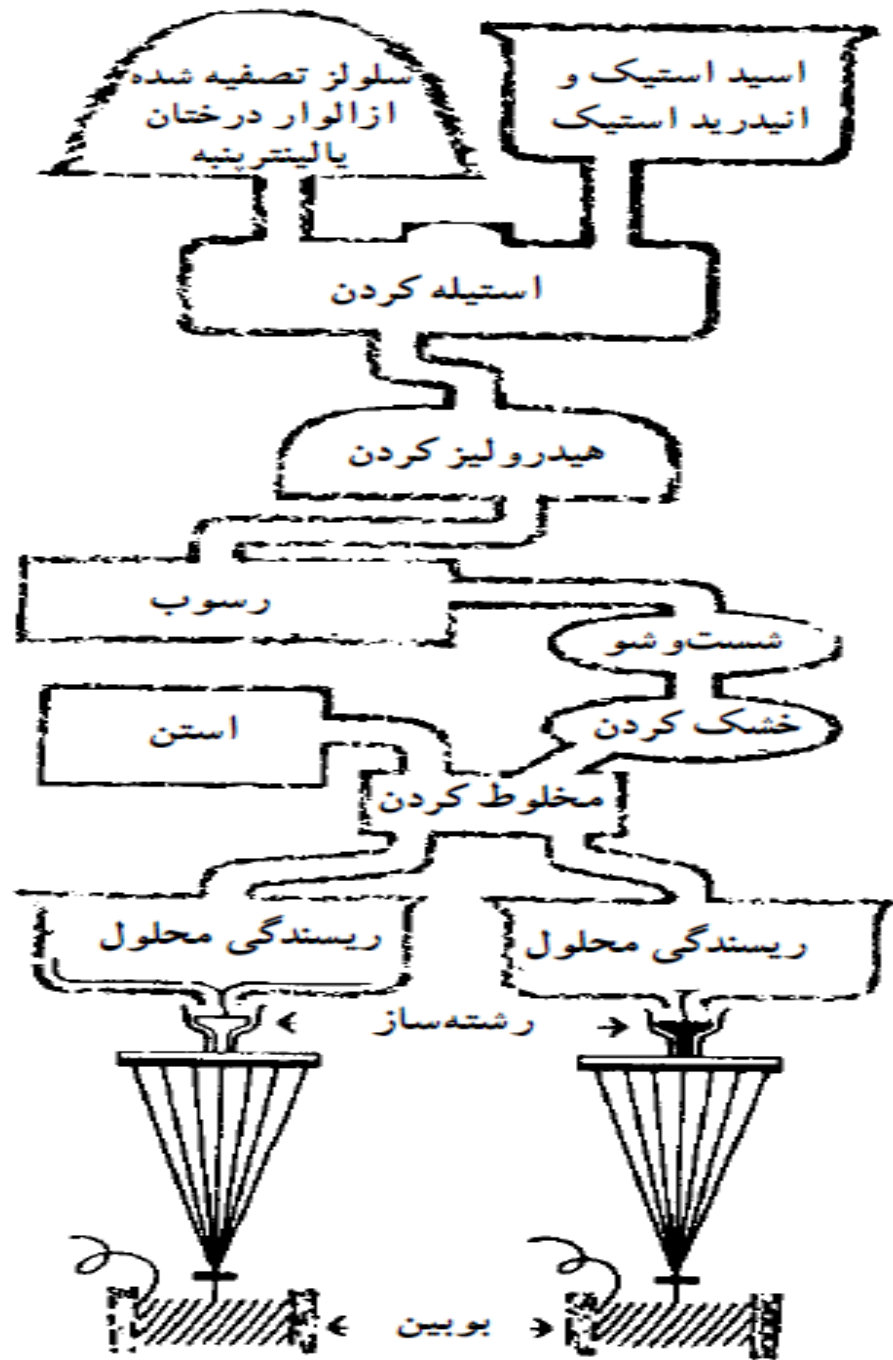 سلولز تصفیه شده
ازالوار درختان
یالینترپنبه
اسید استیک و
انیدرید استیک
استیله کردن
هیدرولیز کردن
رسوب
شست‌و‌شو
خشک کردن
استن
مخلوط کردن
ریسندگی محلول
ریسندگی محلول
رشته‌ساز
بوبین